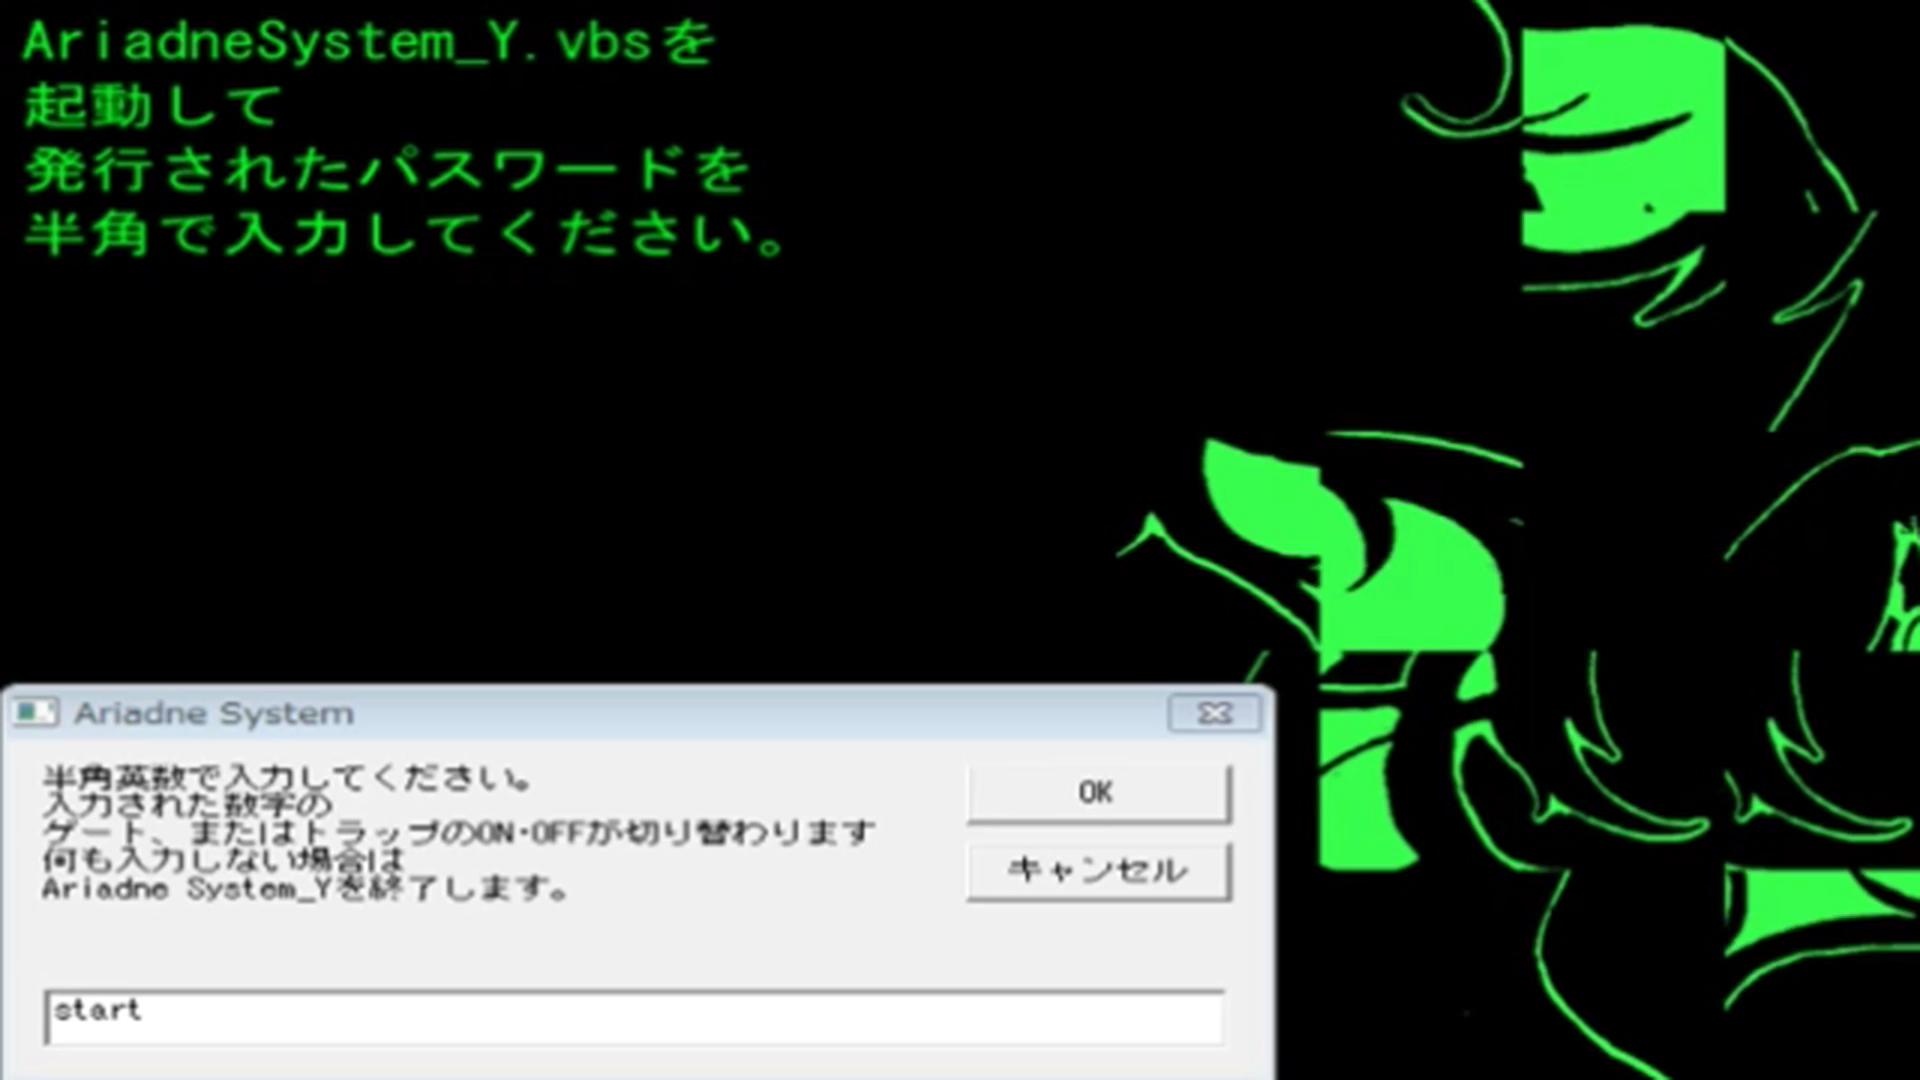 AriadneSystem_Y.vbsを
起動して
発行されたパスワードを
半角で入力してください。
Ariadne System
半角英数で入力してください。
入力された数字の
ゲート、またはトラップのON･OFFが切り替わります
何も入力しない場合は
Ariadne System_Yを終了します。
OK
キャンセル
start